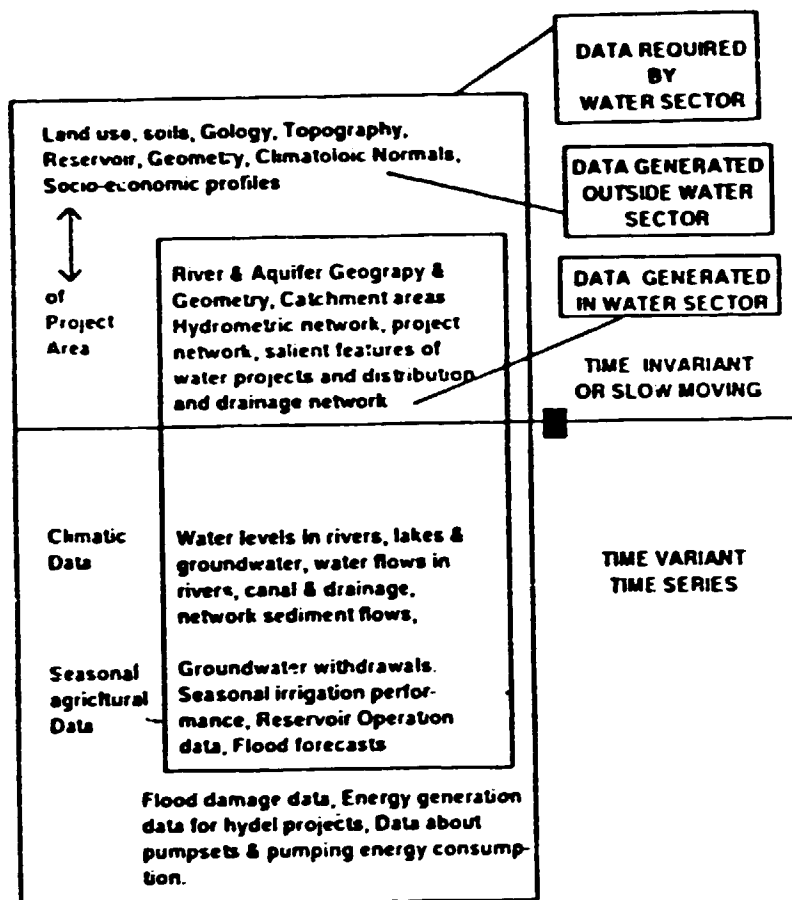 DATA REQUIRED
BY
WATER SECTOR
Land use, soils, Gology, Topography,
Reservoir, Geometry, Climatoloic Normals,
Socio-economic profiles
DATA GENERATED
OUTSIDE WATER
SECTOR
of
Project
Area
River & Aquifer Geograpy &
Geometry, Catchment areas
Hydrometric network, project
network, salient features of
water projects and distribution
and drainage network
DATA GENERATED
IN WATER SECTOR
TIME INVARIANT
OR SLOW MOVING
Climatic
Data
Water levels in rivers, lakes &
groundwater, water flows in
rivers, canal & drainage,
network sediment flows,
TIME VARIANT
TIME SERIES
Seasonal
agricltural
Data
Groundwater withdrawals.
Seasonal irrigation perfor-
mance, Reservoir Operation
data, Flood forecasts
Flood damage data, Energy generation
data for hydel projects, Data about
pumpsets & pumping energy consump-
tion.